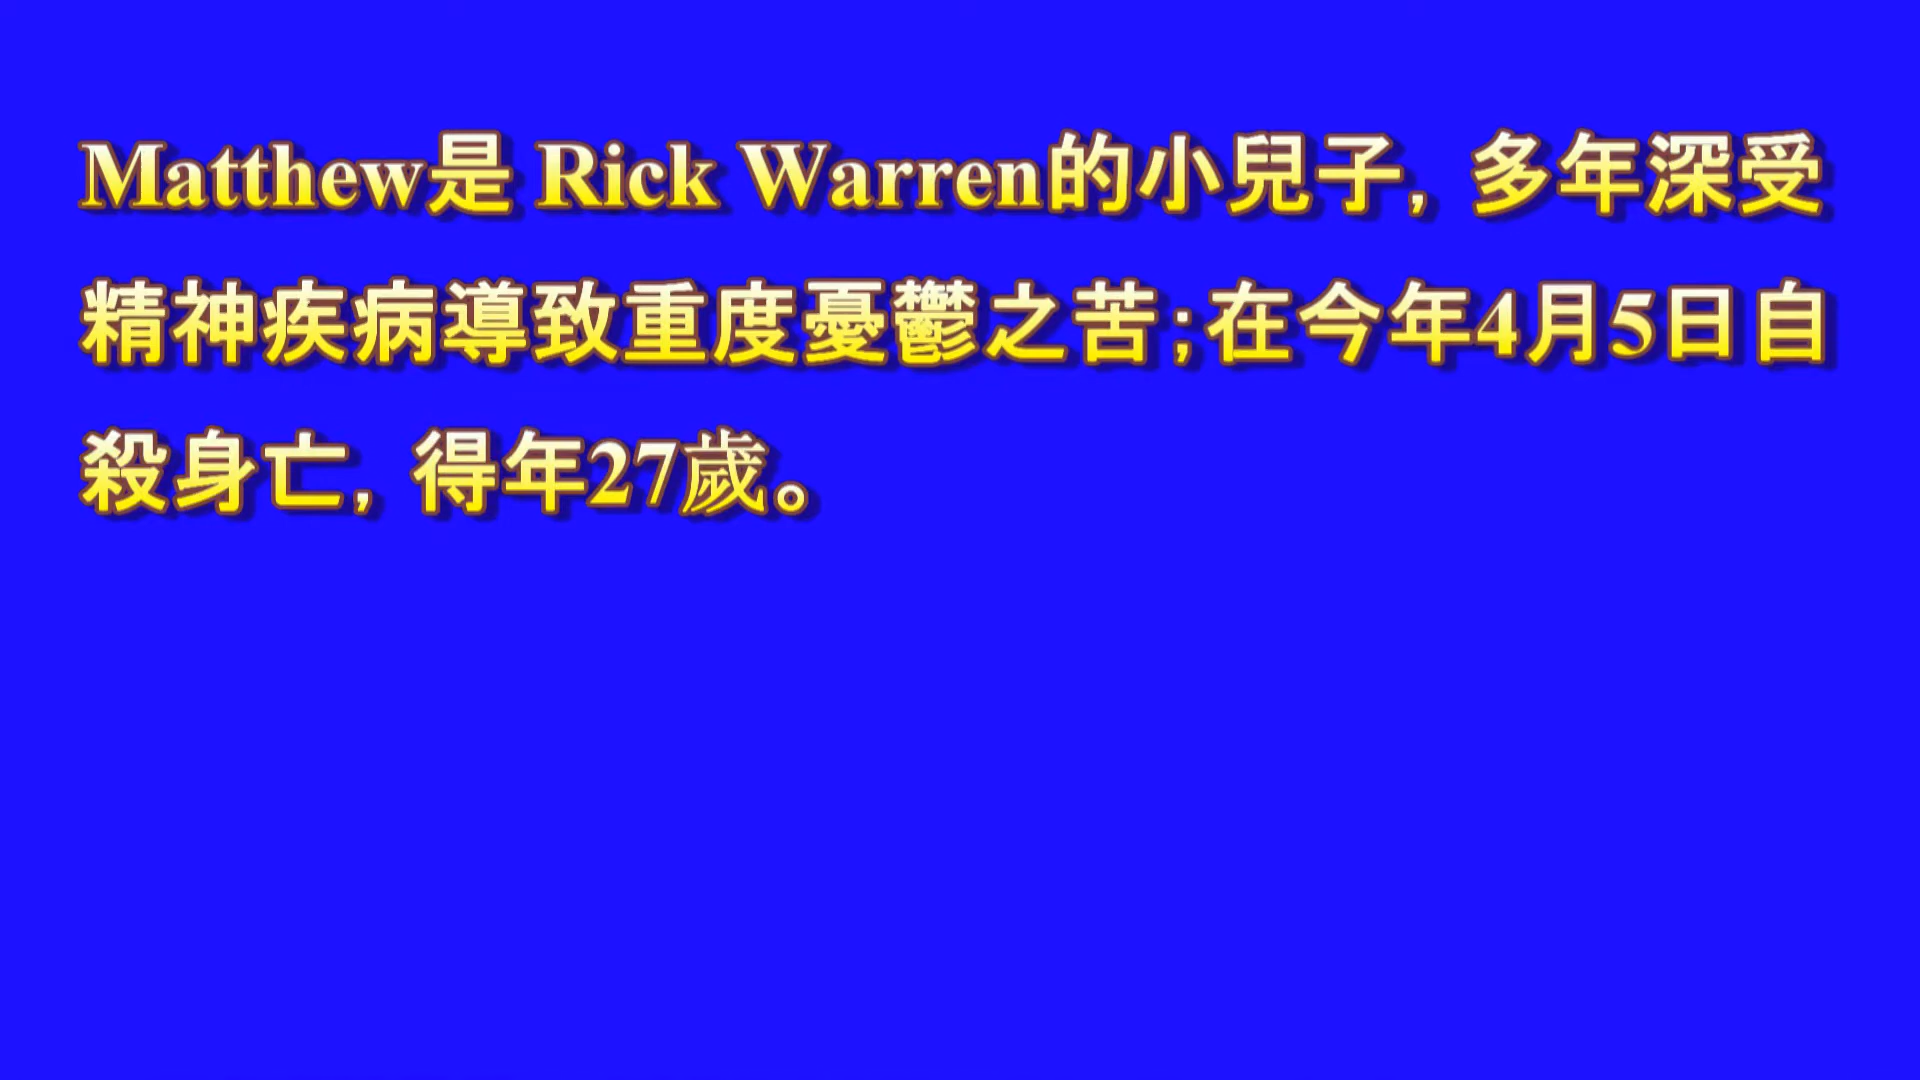 Matthew是 Rick Warren的小兒子, 多年深受
精神疾病導致重度憂鬱之苦;在今年4月5日自
殺身亡, 得年27歲。